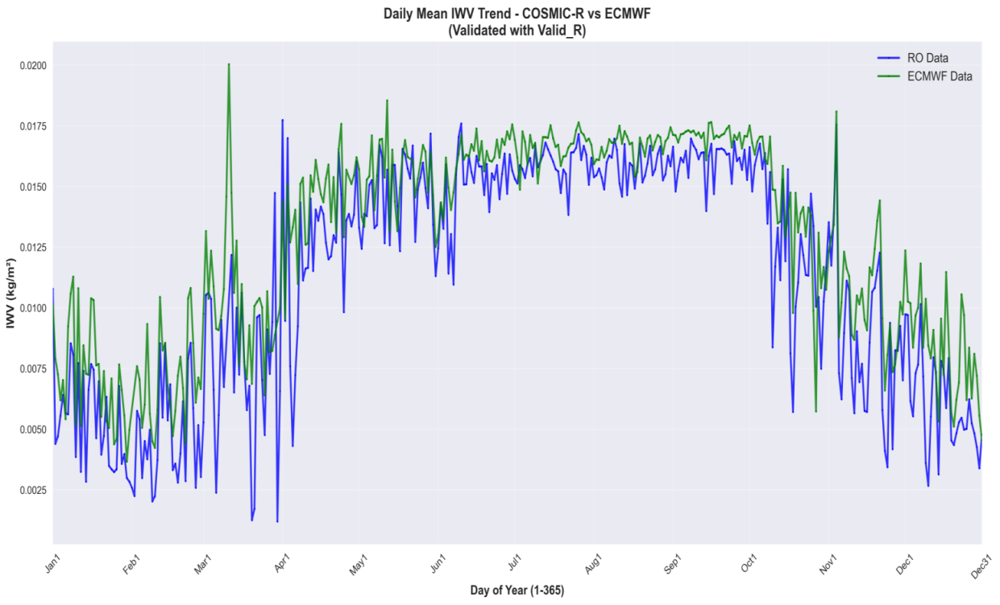 Daily Mean IWV Trend - COSMIC-R vs ECMWF
(Validated with Valid_R)
RO Data
ECMWF Data
IWV (kg/m²)
0.0200
0.0175
0.0150
0.0125
0.0100
0.0075
0.0050
0.0025
Jan1
Feb1
Mar1
Apr1
May1
Jun1
Jul1
Aug1
Sep1
Oct1
Nov1
Dec1
Dec31
Day of Year (1-365)